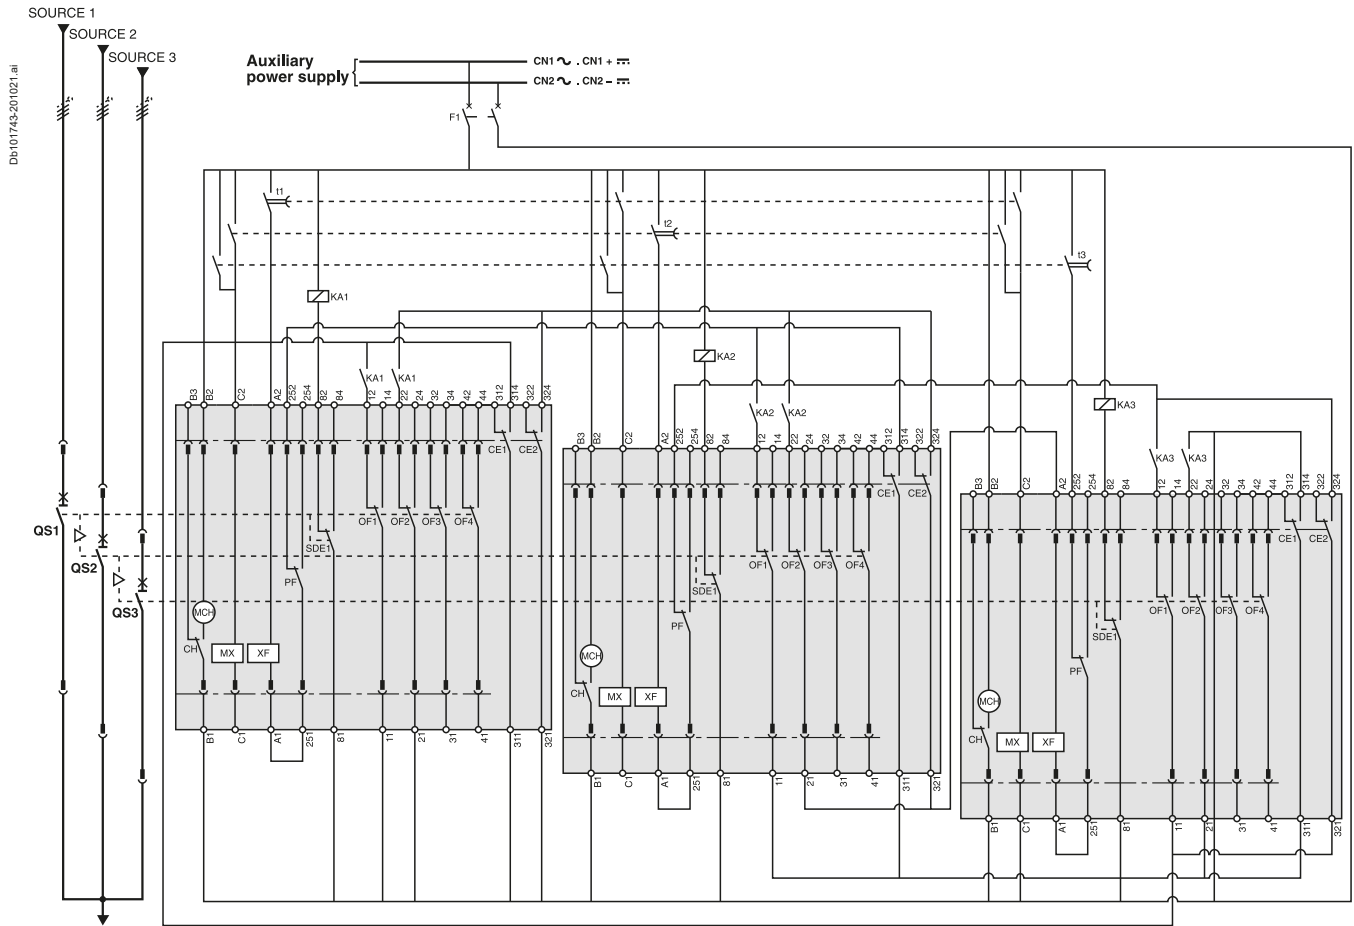 SOURCE 1
SOURCE 2
SOURCE 3
Db101743-201021.ai
Auxiliary
power supply
CN1 . CN1 +
CN2 . CN2 –
F1
t1
t2
t3
KA1
KA2
KA3
KA1 KA1
KA2 KA2
KA3 KA3
B3 B2 C2 A2 252 254 82 84 12 14 22 24 32 34 42 44 312 314 322 324
CE1 CE2
OF1 OF2 OF3 OF4
SDE1
PF
MCH
CH MX XF
B1 C1 A1 251 81 11 21 31 41 311 321
B3 B2 C2 A2 252 254 82 84 12 14 22 24 32 34 42 44 312 314 322 324
CE1 CE2
OF1 OF2 OF3 OF4
SDE1
PF
MCH
CH MX XF
B1 C1 A1 251 81 11 21 31 41 311 321
B3 B2 C2 A2 252 254 82 84 12 14 22 24 32 34 42 44 312 314 322 324
CE1 CE2
OF1 OF2 OF3 OF4
SDE1
PF
MCH
CH MX XF
B1 C1 A1 251 81 11 21 31 41 311 321
QS1
QS2
QS3